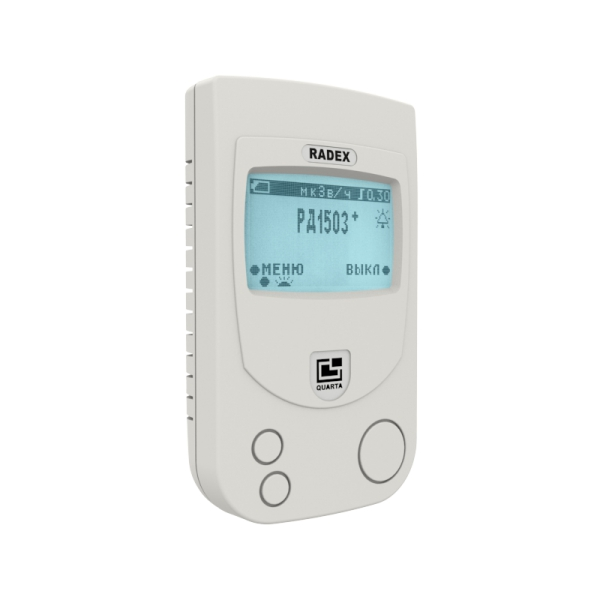 RADEX
мкЗв/ч 0.30
РД1503+
МЕНЮ ВЫКЛ
QUARTA